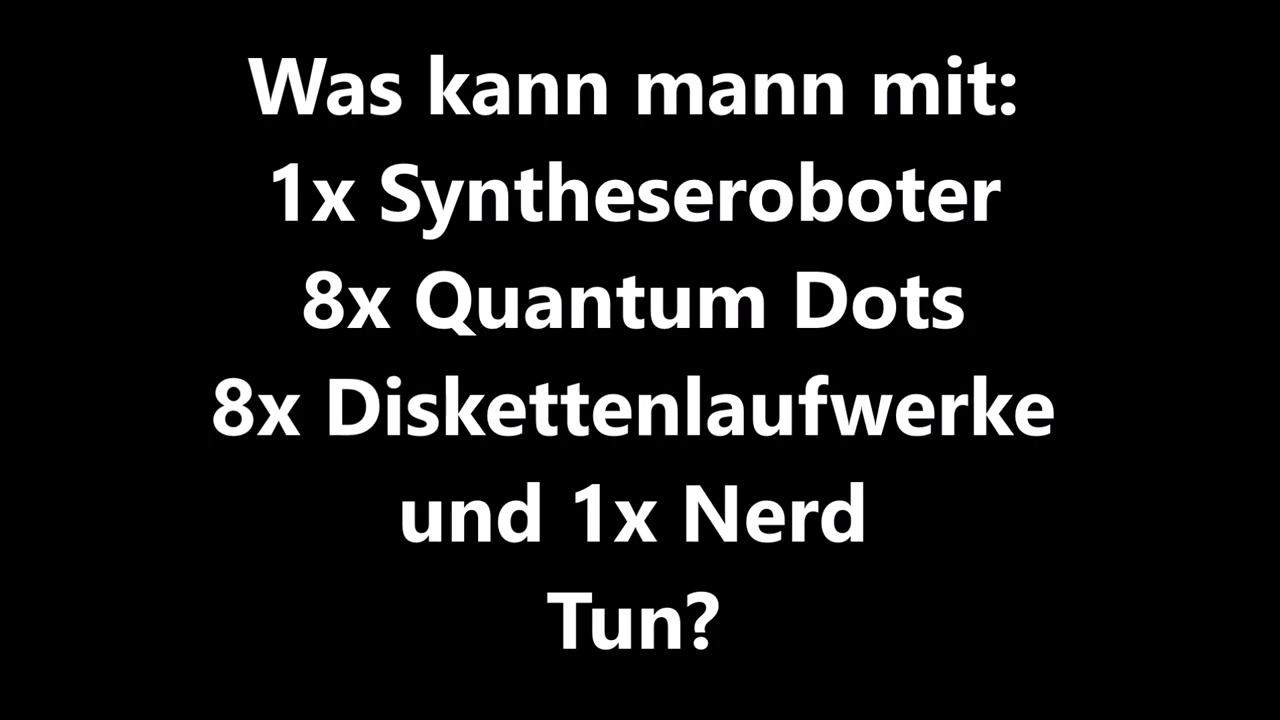 Was kann mann mit:
1x Syntheseroboter
8x Quantum Dots
8x Diskettenlaufwerke
und 1x Nerd
Tun?